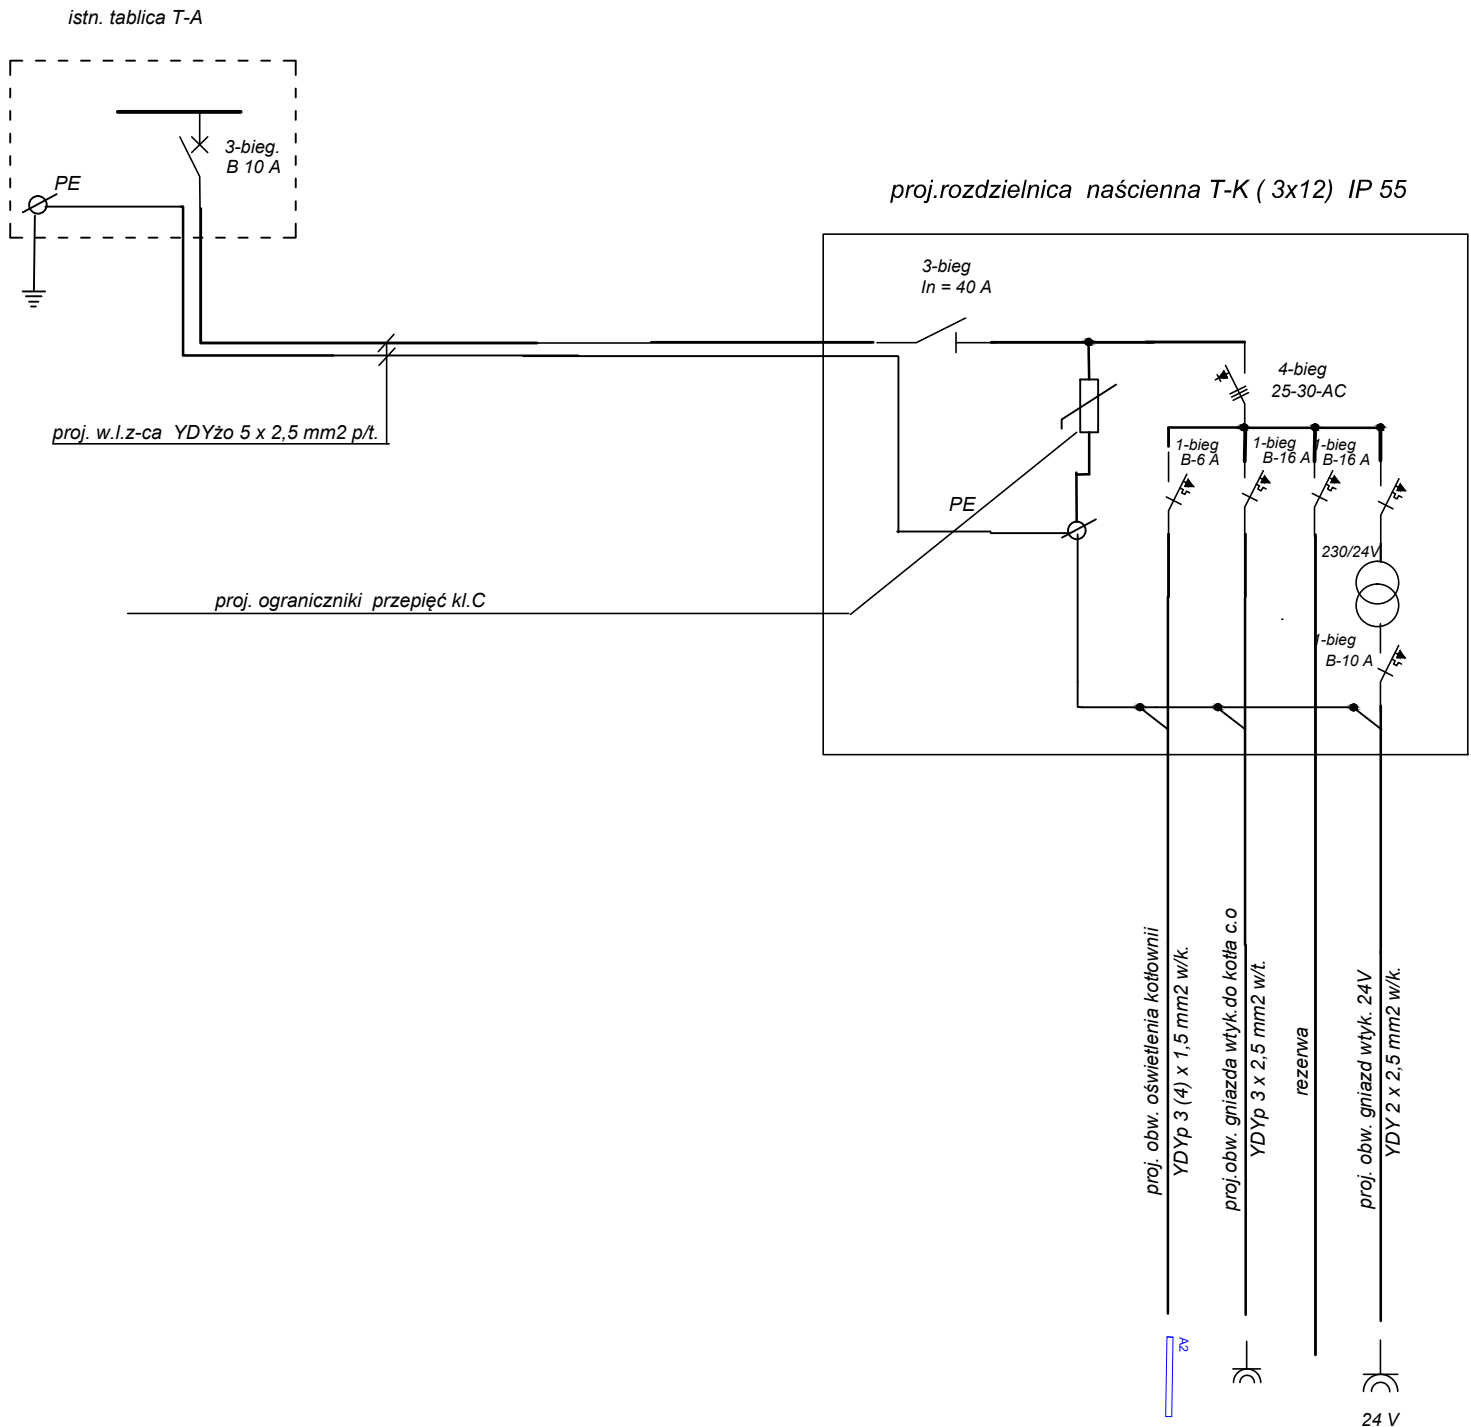 istn. tablica T-A
3-bieg.
B 10 A
PE
proj.rozdzielnica naścienna T-K ( 3x12) IP 55
3-bieg
In = 40 A
4-bieg
25-30-AC
proj. w.l.z-ca YDYżo 5 x 2,5 mm2 p/t.
1-bieg
B-6 A
1-bieg
B-16 A
1-bieg
B-16 A
PE
230/24V
proj. ograniczniki przepięć kl.C
1-bieg
B-10 A
proj. obw. oświetlenia kotłownii
YDYp 3 (4) x 1,5 mm2 w/k.
proj.obw. gniazda wtyk.do kotła c.o
YDYp 3 x 2,5 mm2 w/t.
rezerwa
proj. obw. gniazd wtyk. 24V
YDY 2 x 2,5 mm2 w/k.
A2
24 V